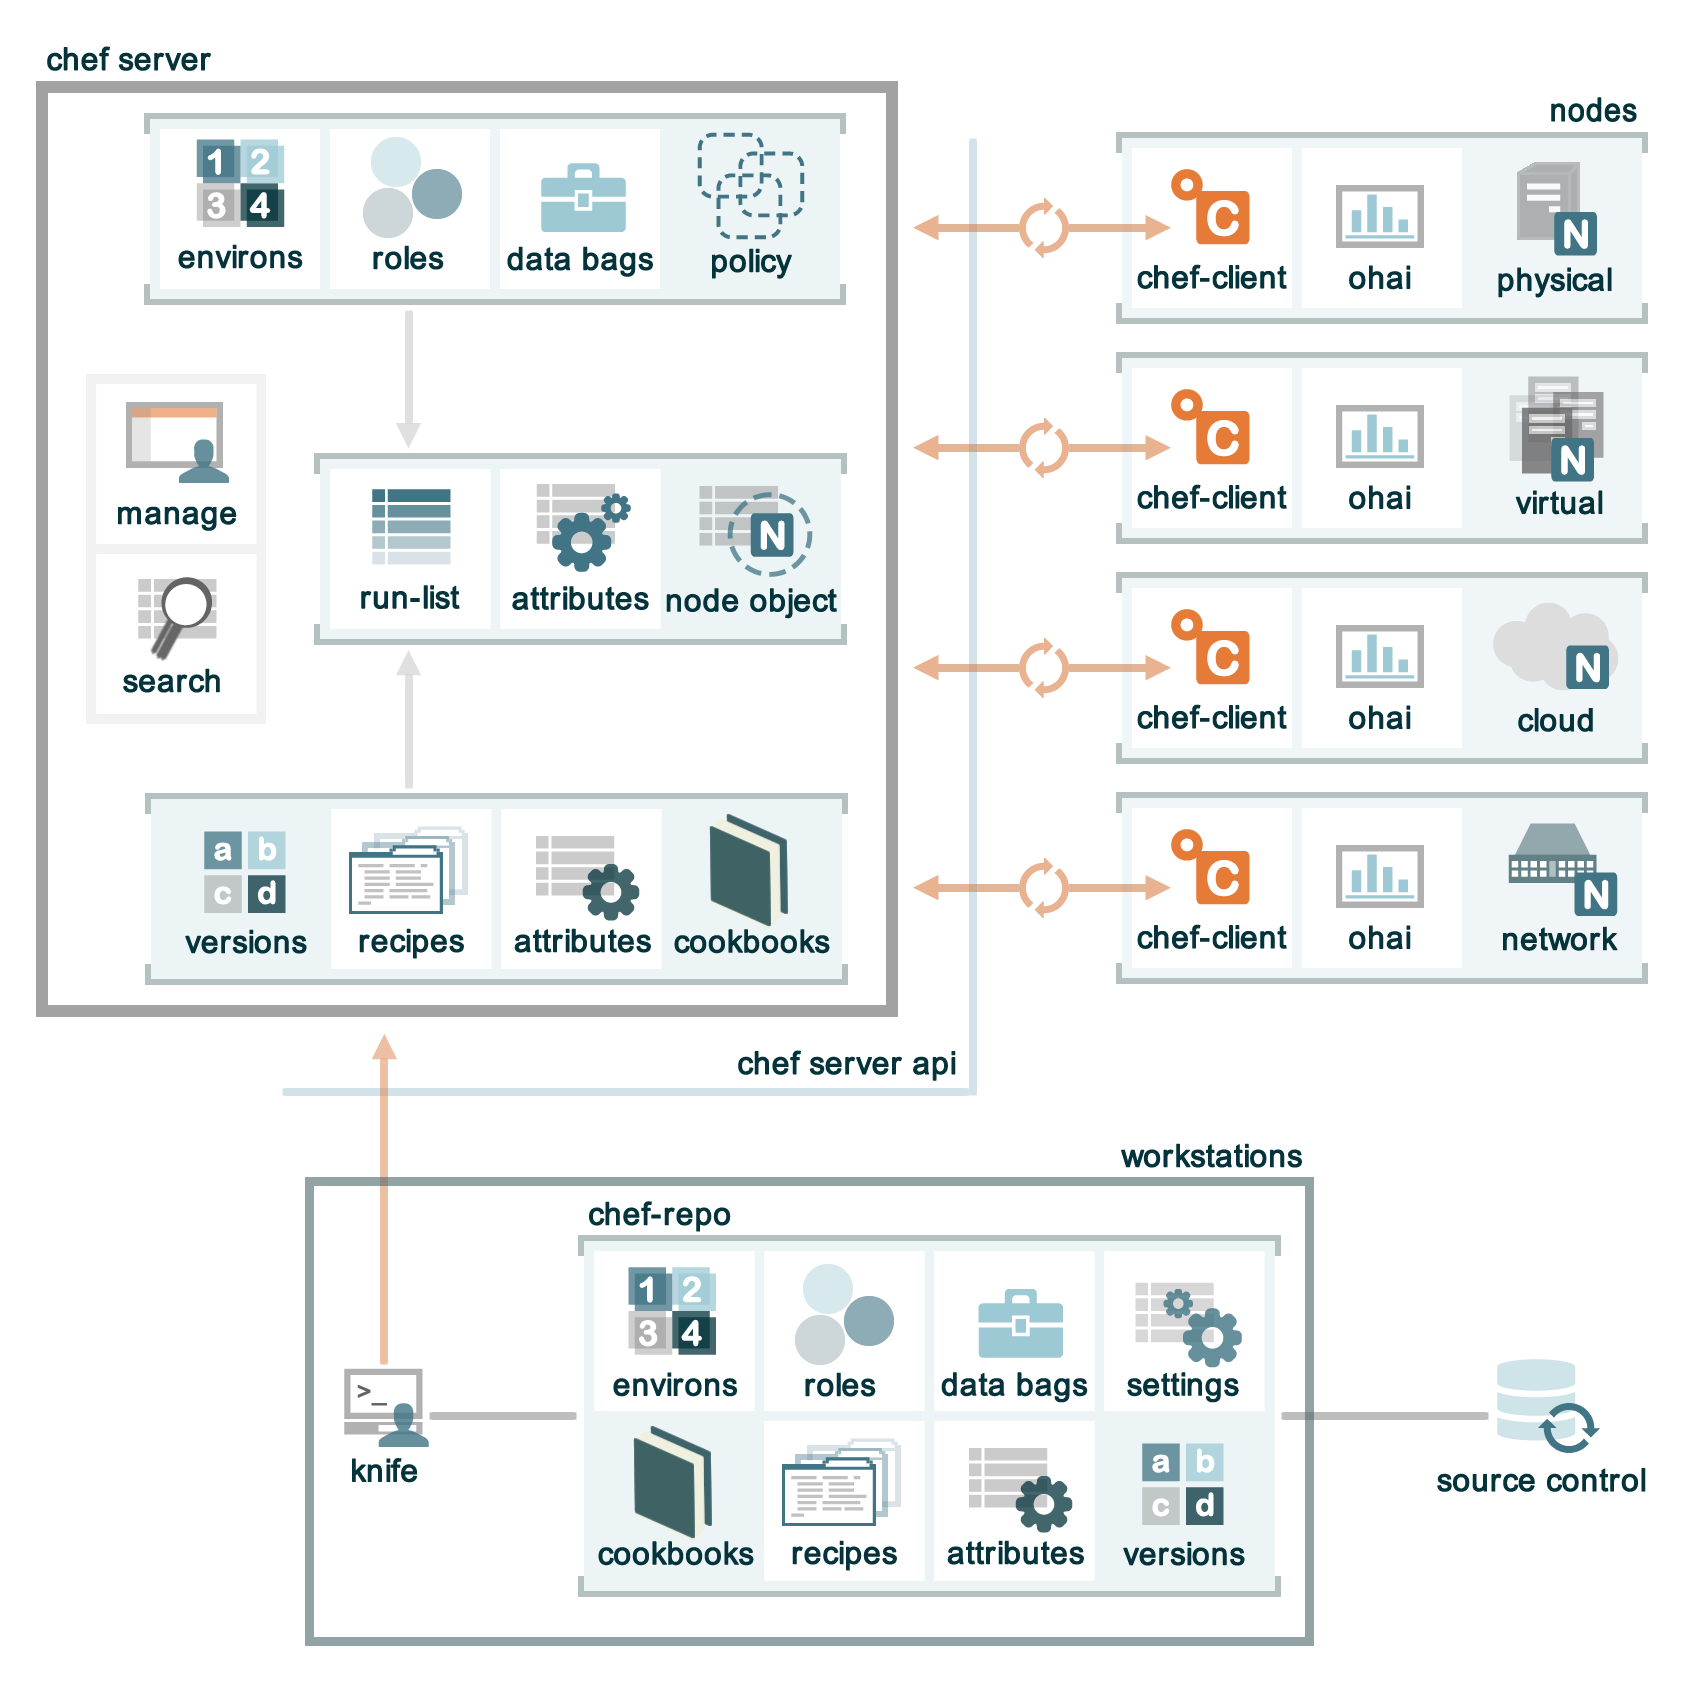 chef server
1 2
3 4
environs
roles
data bags
policy
manage
search
run-list
attributes
N
node object
a b
c d
versions
recipes
attributes
cookbooks
chef server api
nodes
C
chef-client
ohai
N
physical
C
chef-client
ohai
N
virtual
C
chef-client
ohai
N
cloud
C
chef-client
ohai
N
network
workstations
chef-repo
1 2
3 4
environs
roles
data bags
settings
>_
knife
cookbooks
recipes
attributes
a b
c d
versions
source control